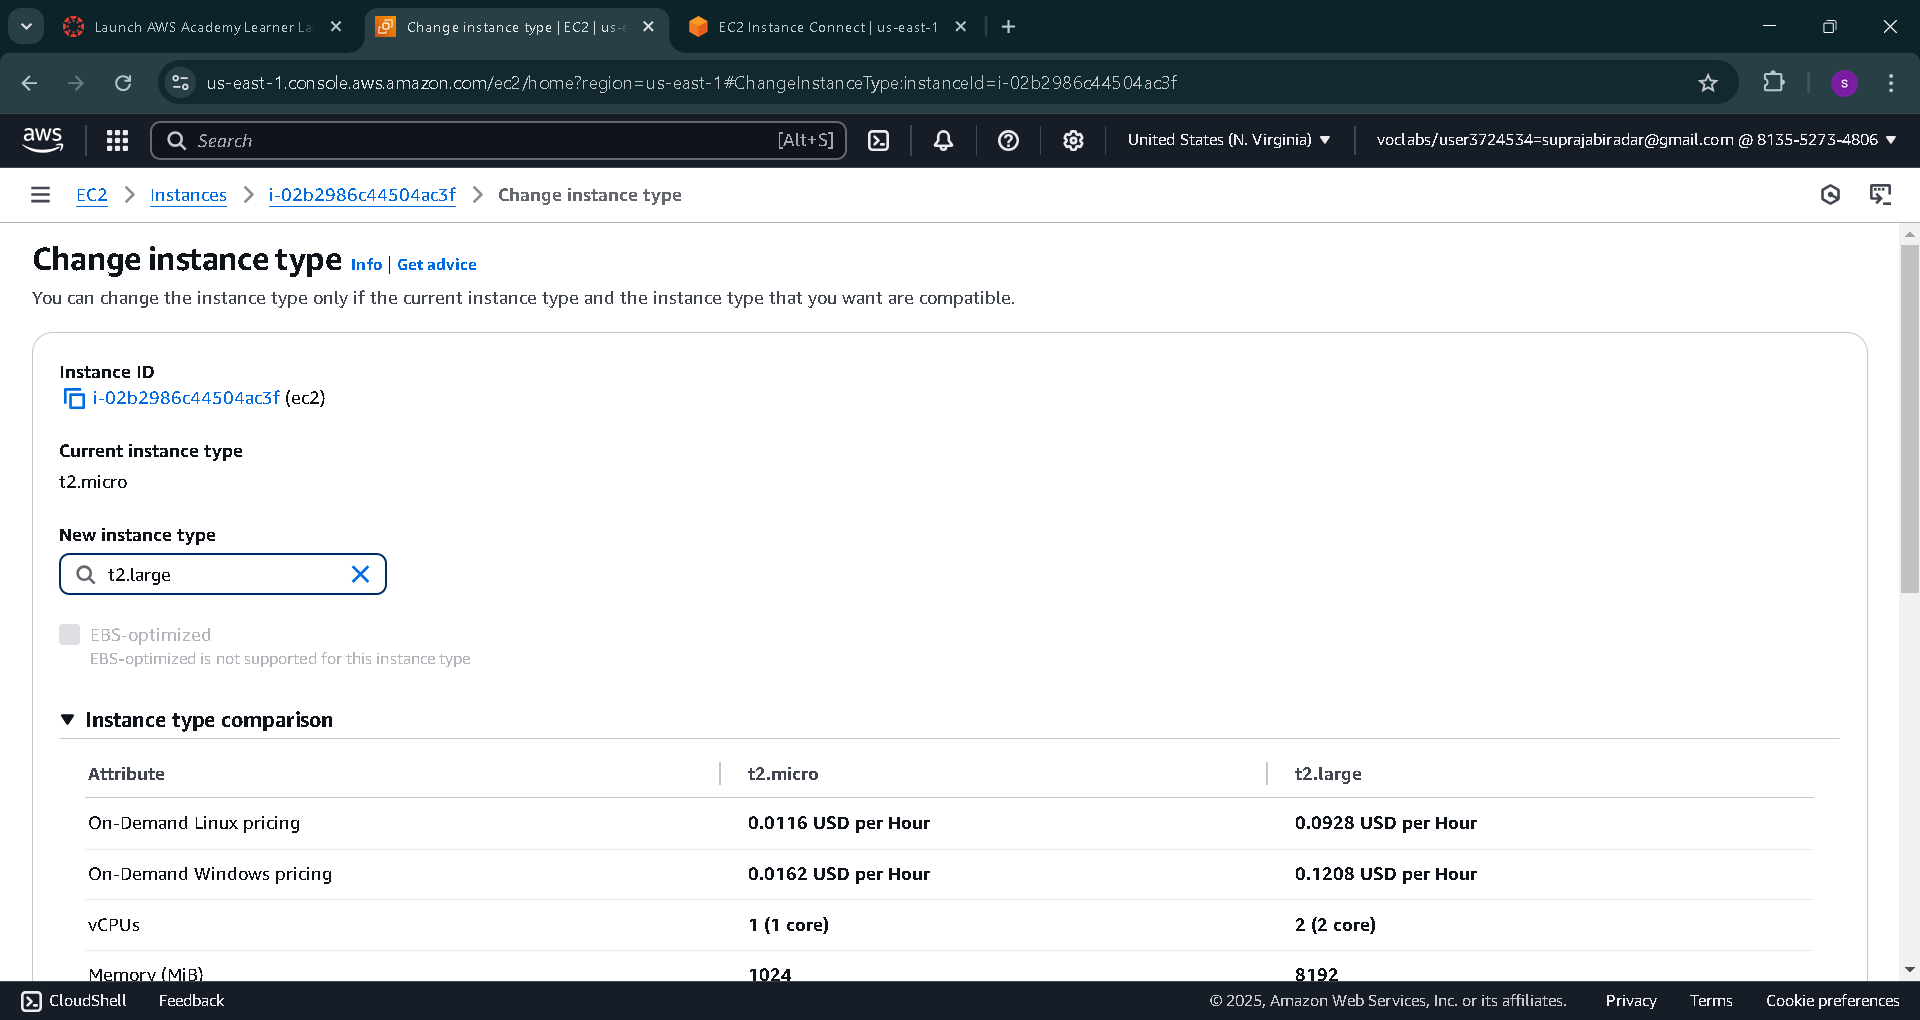 Launch AWS Academy Learner La
Change instance type | EC2 | us-e
EC2 Instance Connect | us-east-1
us-east-1.console.aws.amazon.com/ec2/home?region=us-east-1#ChangeInstanceType:instanceId=i-02b2986c44504ac3f
s
aws
Search
[Alt+S]
United States (N. Virginia)
voclabs/user3724534=suprajabiradar@gmail.com @ 8135-5273-4806
EC2
Instances
i-02b2986c44504ac3f
Change instance type
Change instance type Info | Get advice
You can change the instance type only if the current instance type and the instance type that you want are compatible.
Instance ID
i-02b2986c44504ac3f (ec2)
Current instance type
t2.micro
New instance type
t2.large
EBS-optimized
EBS-optimized is not supported for this instance type
Instance type comparison
Attribute t2.micro t2.large
On-Demand Linux pricing 0.0116 USD per Hour 0.0928 USD per Hour
On-Demand Windows pricing 0.0162 USD per Hour 0.1208 USD per Hour
vCPUs 1 (1 core) 2 (2 core)
Memory (MiB) 1024 8192
CloudShell Feedback © 2025, Amazon Web Services, Inc. or its affiliates. Privacy Terms Cookie preferences